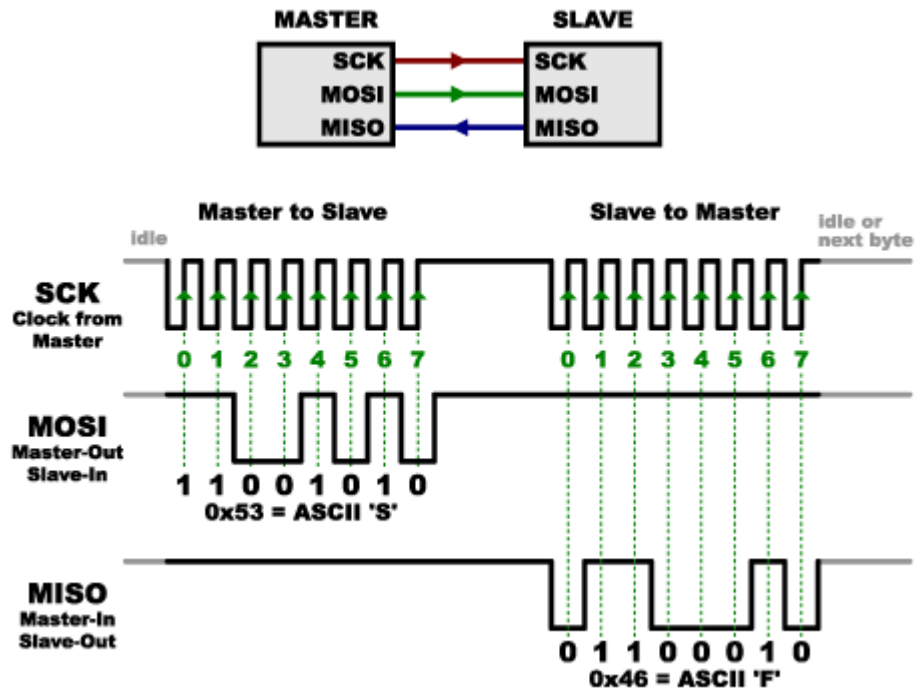 MASTER SLAVE
SCK SCK
MOSI MOSI
MISO MISO
Master to Slave Slave to Master
idle
idle or
next byte
SCK
Clock from
Master
0 1 2 3 4 5 6 7 0 1 2 3 4 5 6 7
MOSI
Master-Out
Slave-In
1 1 0 0 1 0 1 0
0x53 = ASCII 'S'
MISO
Master-In
Slave-Out
0 1 1 0 0 0 1 0
0x46 = ASCII 'F'